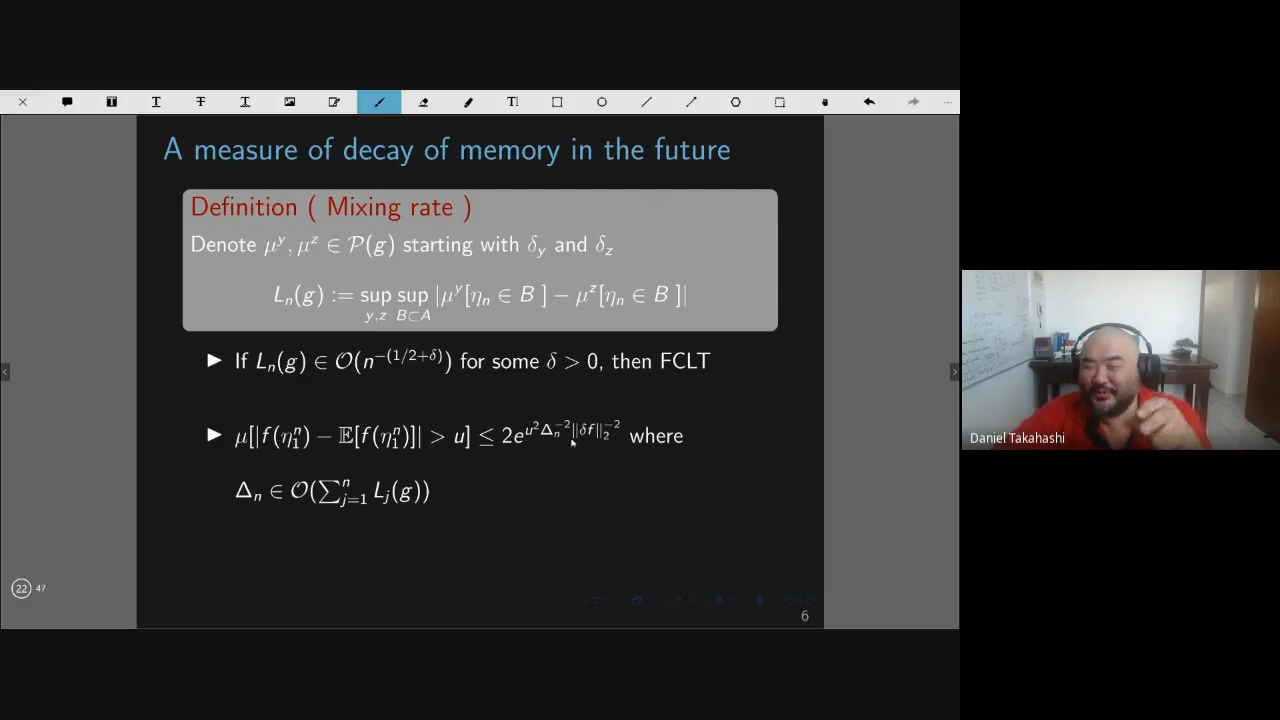 A measure of decay of memory in the future
Definition ( Mixing rate )
Denote μ^y, μ^z ∈ P(g) starting with δ_y and δ_z
L_n(g) := sup_{y,z} sup_{B⊂A} |μ^y[η_n ∈ B ] − μ^z[η_n ∈ B ]|
▶ If L_n(g) ∈ O(n^{−(1/2+δ)}) for some δ > 0, then FCLT
▶ μ[|f(η_1^n) − 𝔼[f(η_1^n)]| > u] ≤ 2e^{u^2 Δ_n^{−2} ||δf||_2^{−2}} where
Δ_n ∈ O(∑_{j=1}^n L_j(g))
22 47
6
Daniel Takahashi